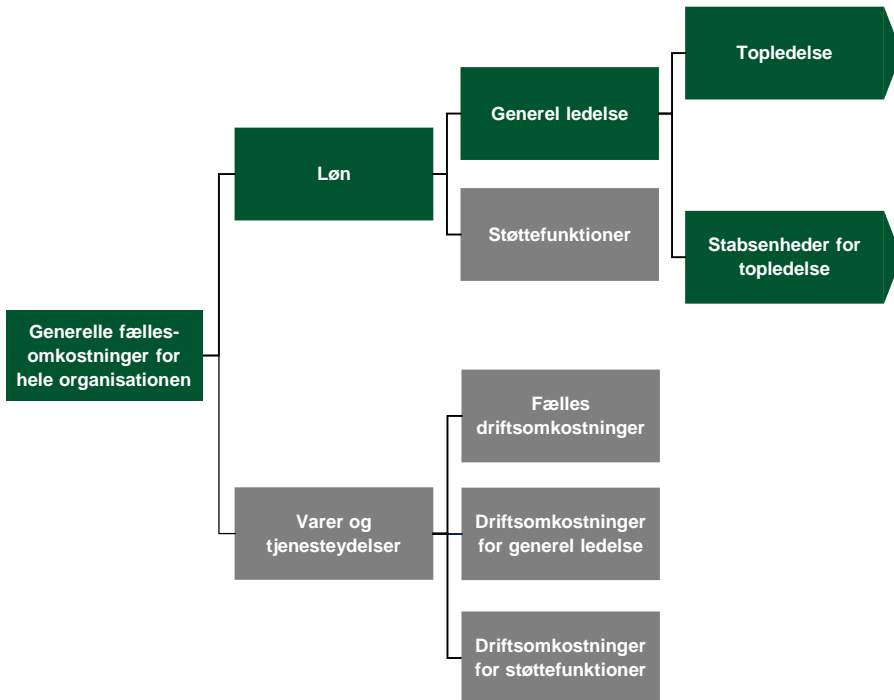 Topledelse
Generel ledelse
Løn
Støttefunktioner
Stabsenheder for
topledelse
Generelle fælles-
omkostninger for
hele organisationen
Fælles
driftsomkostninger
Varer og
tjenesteydelser
Driftsomkostninger
for generel ledelse
Driftsomkostninger
for støttefunktioner